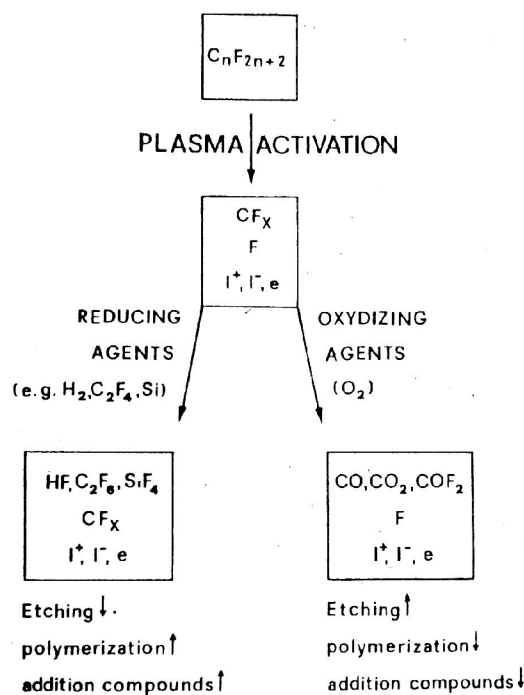 CₙF₂ₙ₊₂
PLASMA ACTIVATION
CFₓ
F
I⁺, I⁻, e
REDUCING
AGENTS
(e.g. H₂,C₂F₄,Si)
OXYDIZING
AGENTS
(O₂)
HF,C₂F₆,SiF₄
CFₓ
I⁺, I⁻, e
Etching↓.
polymerization↑
addition compounds↑
CO,CO₂,COF₂
F
I⁺, I⁻, e
Etching↑
polymerization↓
addition compounds↓